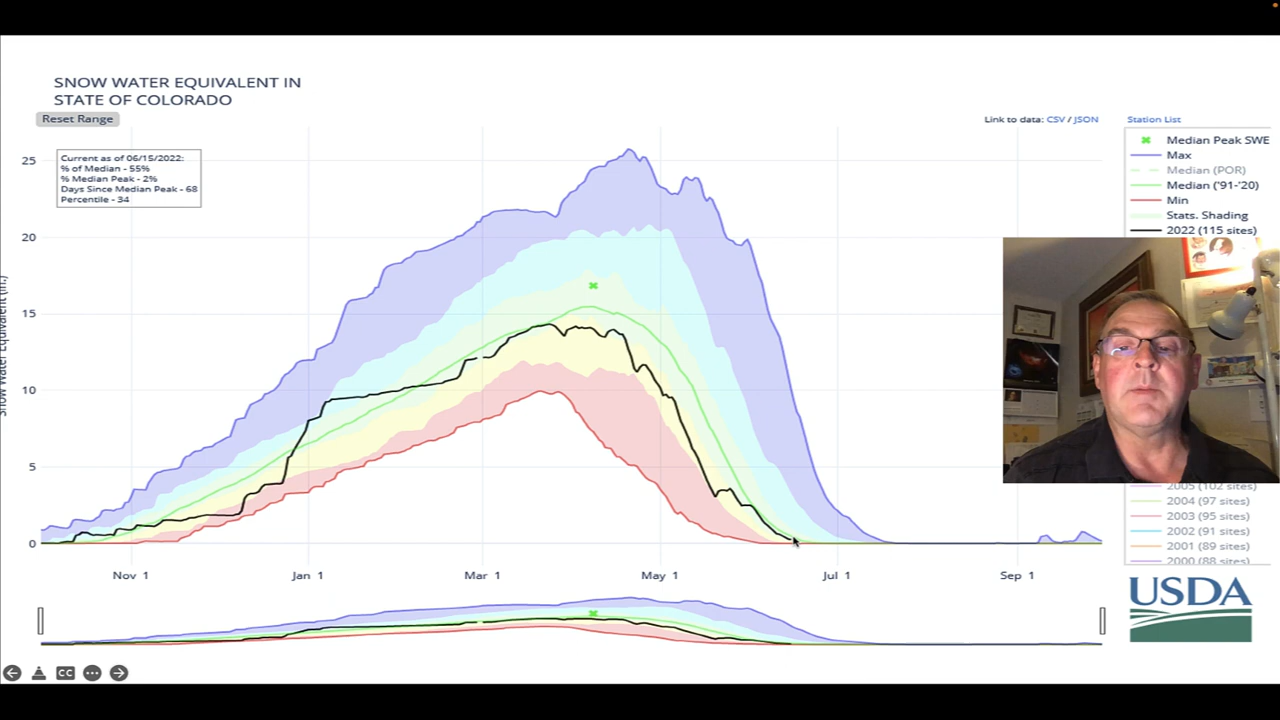 SNOW WATER EQUIVALENT IN
STATE OF COLORADO
Reset Range
Link to data: CSV / JSON
Station List
Current as of 06/15/2022:
% of Median - 55%
% Median Peak - 2%
Days Since Median Peak - 68
Percentile - 34
Median Peak SWE
Max
Median (POR)
Median ('91-'20)
Min
Stats. Shading
2022 (115 sites)
2005 (102 sites)
2004 (97 sites)
2003 (95 sites)
2002 (91 sites)
2001 (89 sites)
2000 (88 sites)
Snow Water Equivalent (in.)
25
20
15
10
5
0
Nov 1
Jan 1
Mar 1
May 1
Jul 1
Sep 1
USDA
CC